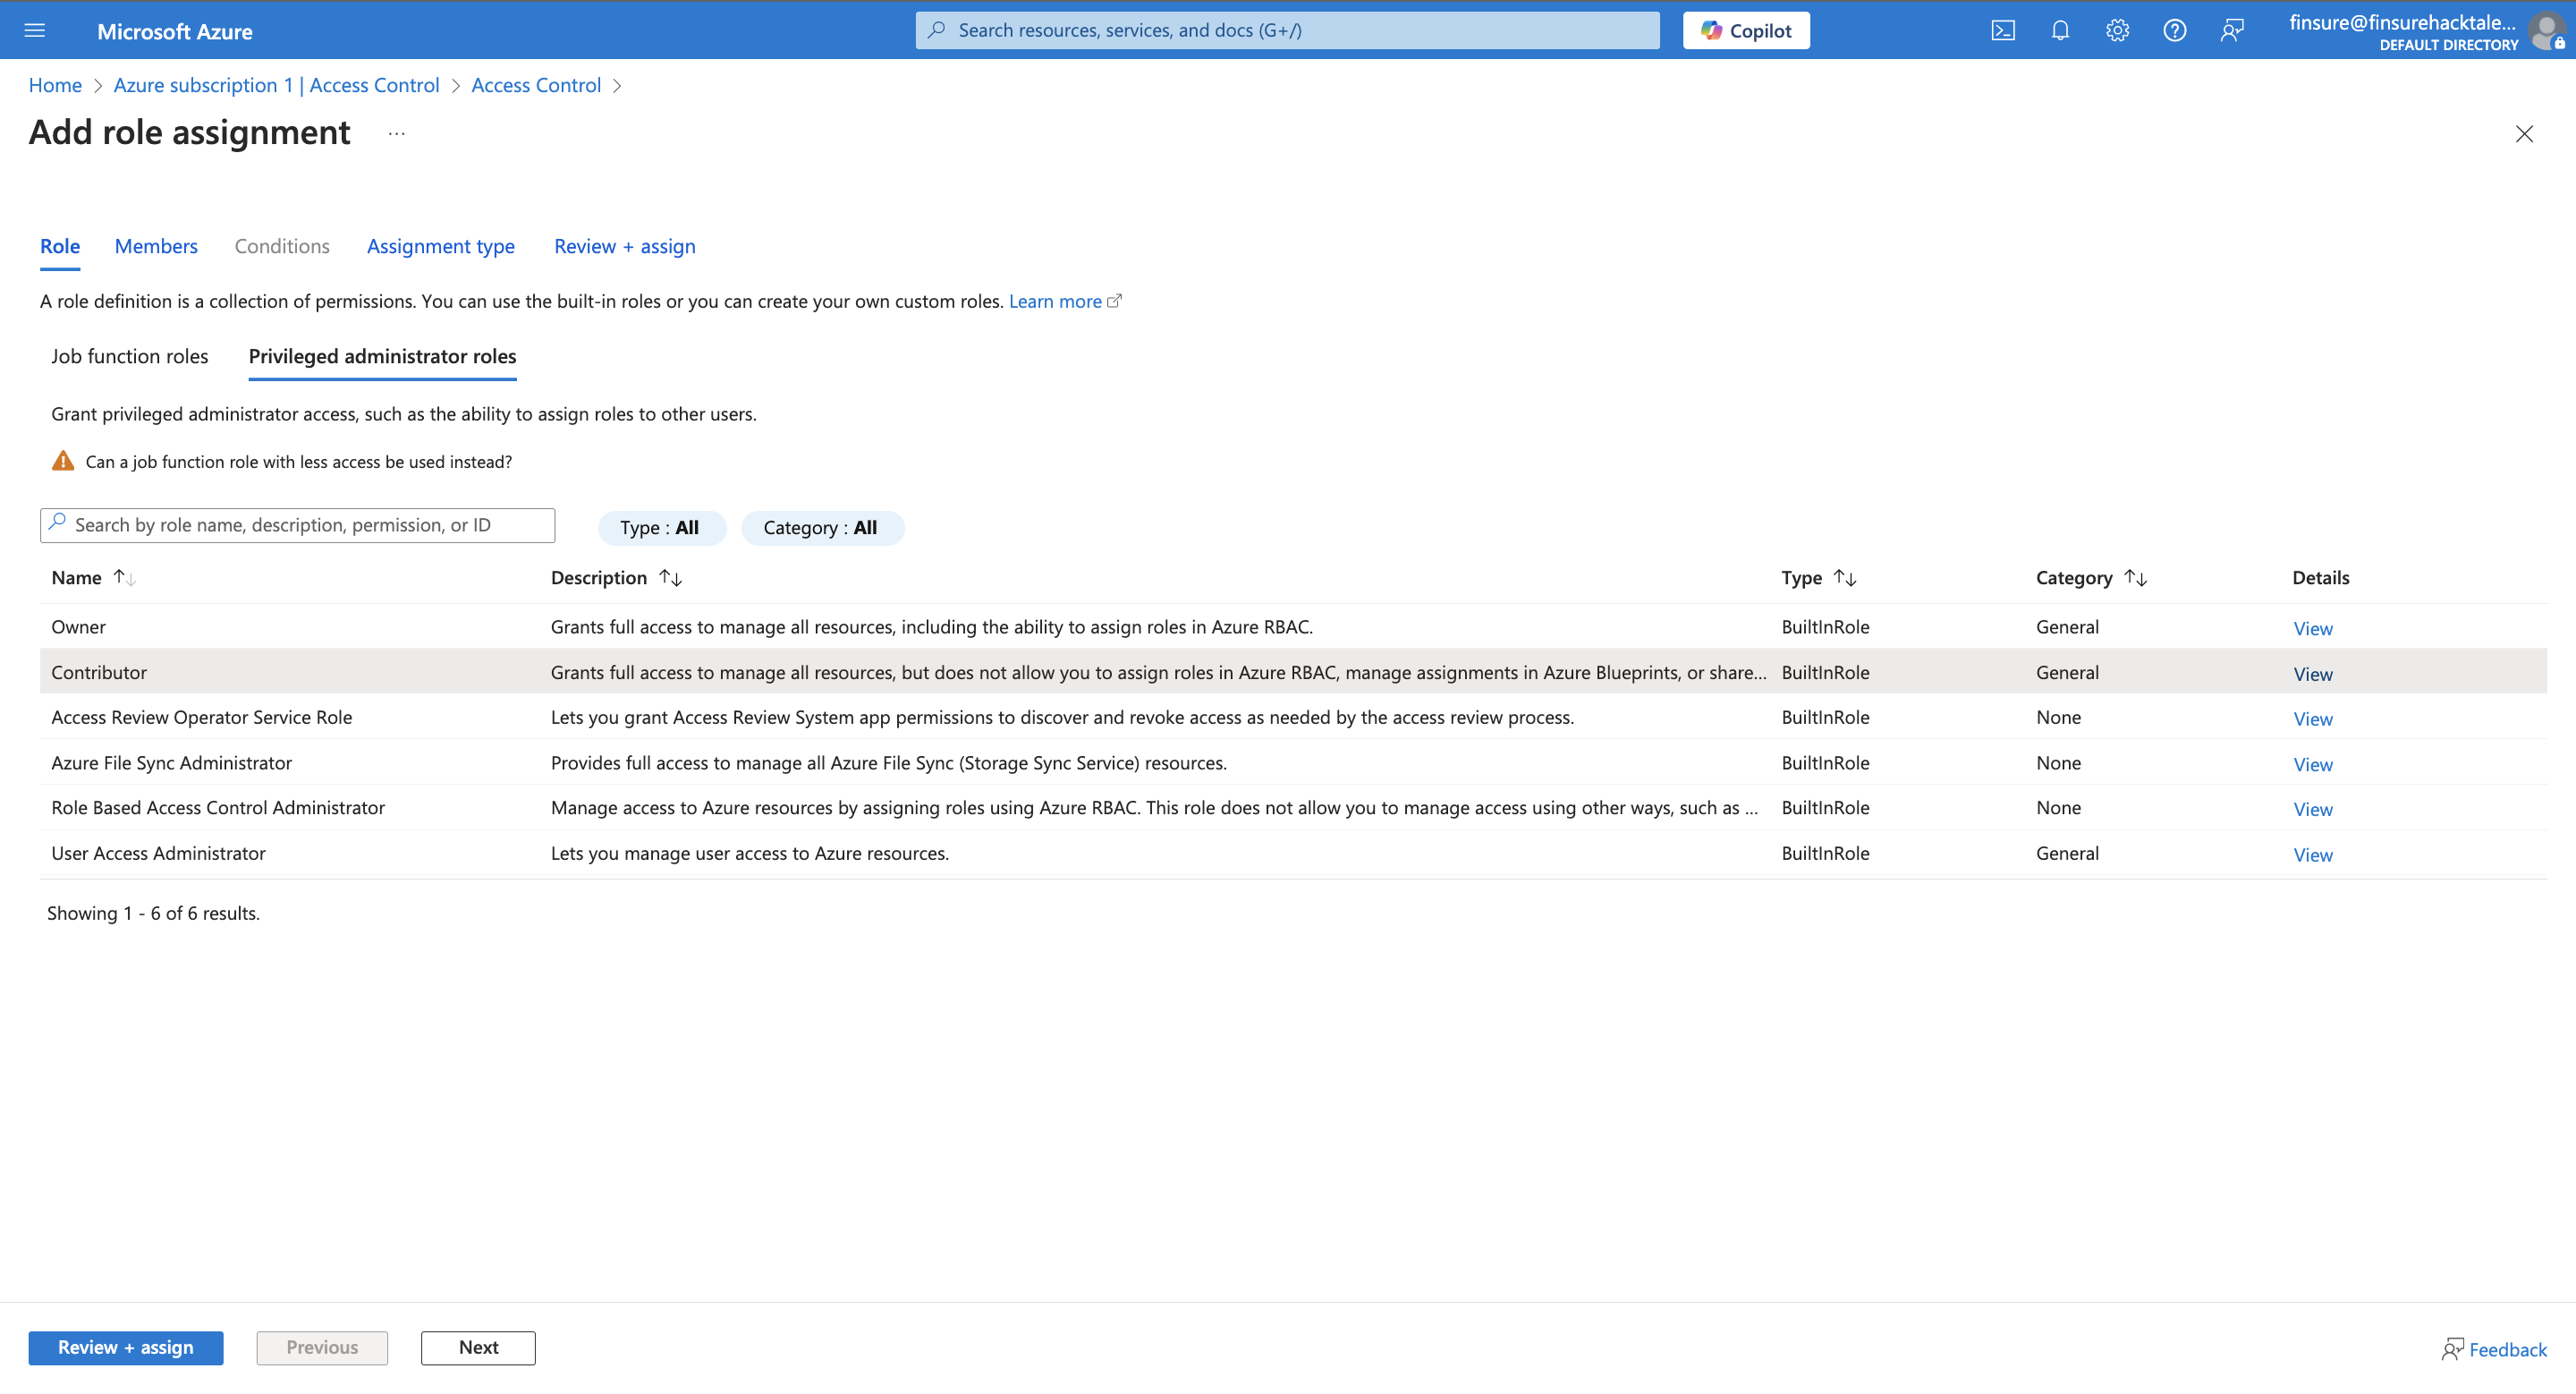 Microsoft Azure
Search resources, services, and docs (G+/)
Copilot
finsure@finsurehacktale...
DEFAULT DIRECTORY
Home > Azure subscription 1 | Access Control > Access Control >
Add role assignment ...
Role Members Conditions Assignment type Review + assign
A role definition is a collection of permissions. You can use the built-in roles or you can create your own custom roles. Learn more
Job function roles Privileged administrator roles
Grant privileged administrator access, such as the ability to assign roles to other users.
Can a job function role with less access be used instead?
Search by role name, description, permission, or ID Type : All Category : All
Name Description Type Category Details
Owner Grants full access to manage all resources, including the ability to assign roles in Azure RBAC. BuiltInRole General View
Contributor Grants full access to manage all resources, but does not allow you to assign roles in Azure RBAC, manage assignments in Azure Blueprints, or share... BuiltInRole General View
Access Review Operator Service Role Lets you grant Access Review System app permissions to discover and revoke access as needed by the access review process. BuiltInRole None View
Azure File Sync Administrator Provides full access to manage all Azure File Sync (Storage Sync Service) resources. BuiltInRole None View
Role Based Access Control Administrator Manage access to Azure resources by assigning roles using Azure RBAC. This role does not allow you to manage access using other ways, such as ... BuiltInRole None View
User Access Administrator Lets you manage user access to Azure resources. BuiltInRole General View
Showing 1 - 6 of 6 results.
Review + assign Previous Next Feedback